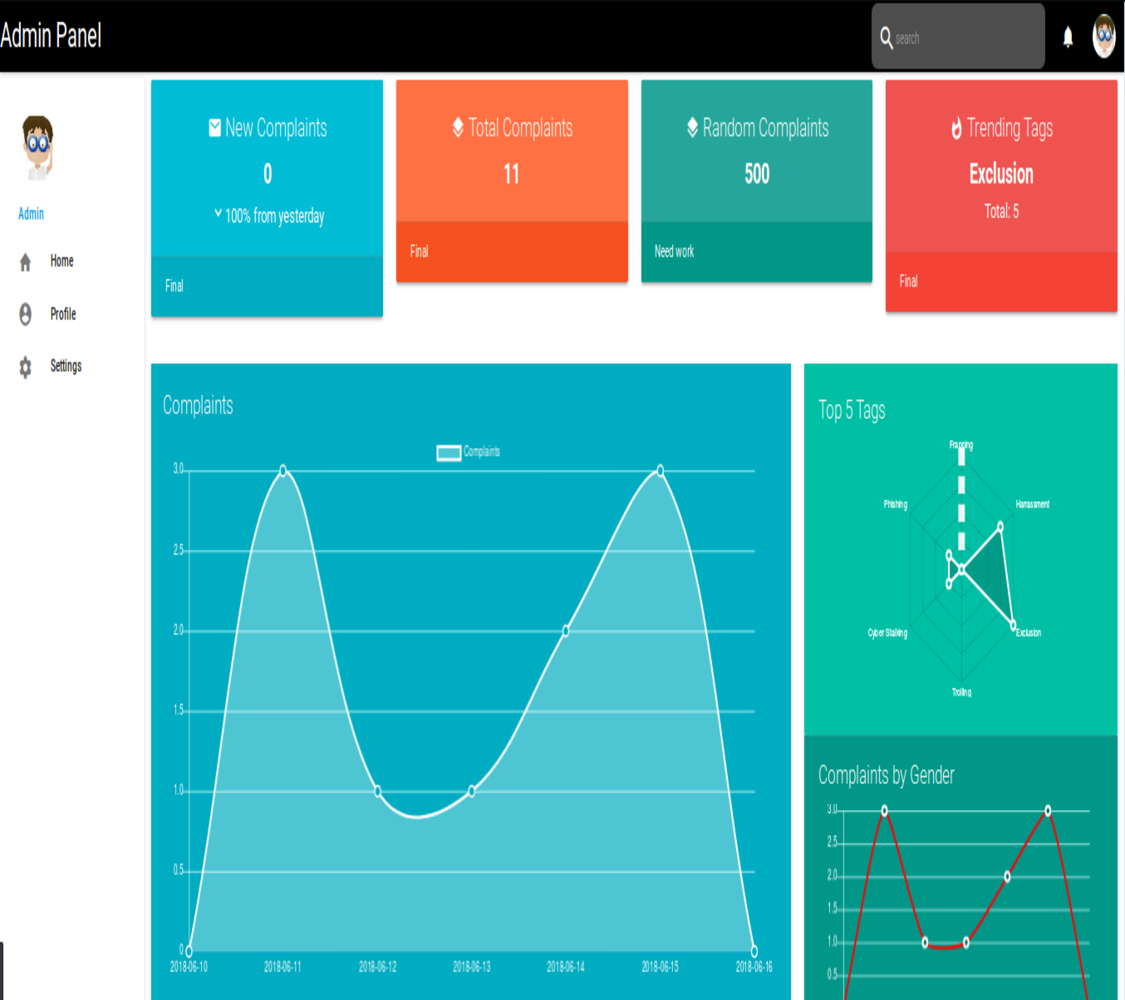 Admin Panel
search
New Complaints
0
100% from yesterday
Final
Total Complaints
11
Final
Random Complaints
500
Need work
Trending Tags
Exclusion
Total: 5
Final
Admin
Home
Profile
Settings
Complaints
Complaints
3.0
2.5
2.0
1.5
1.0
0.5
0
2018-06-10
2018-06-11
2018-06-12
2018-06-13
2018-06-14
2018-06-15
2018-06-16
Top 5 Tags
Frapping
Harrassment
Exclusion
Trolling
Cyber Stalking
Phishing
Complaints by Gender
3.0
2.5
2.0
1.5
1.0
0.5